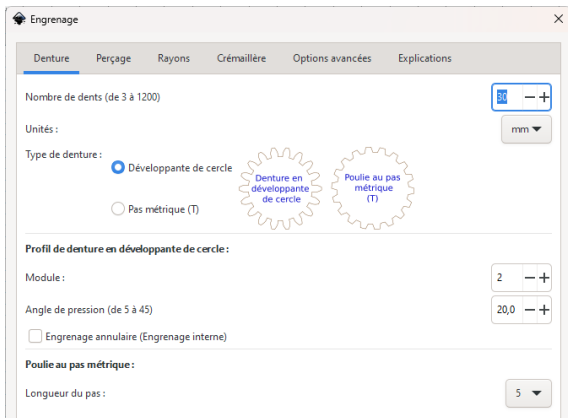 Engrenage
Denture Perçage Rayons Crémaillère Options avancées Explications
Nombre de dents (de 3 à 1200) 30
Unités : mm
Type de denture :
Développante de cercle
Denture en
développante
de cercle
Poulie au pas
métrique
(T)
Pas métrique (T)
Profil de denture en développante de cercle :
Module : 2
Angle de pression (de 5 à 45) 20,0
Engrenage annulaire (Engrenage interne)
Poulie au pas métrique :
Longueur du pas : 5